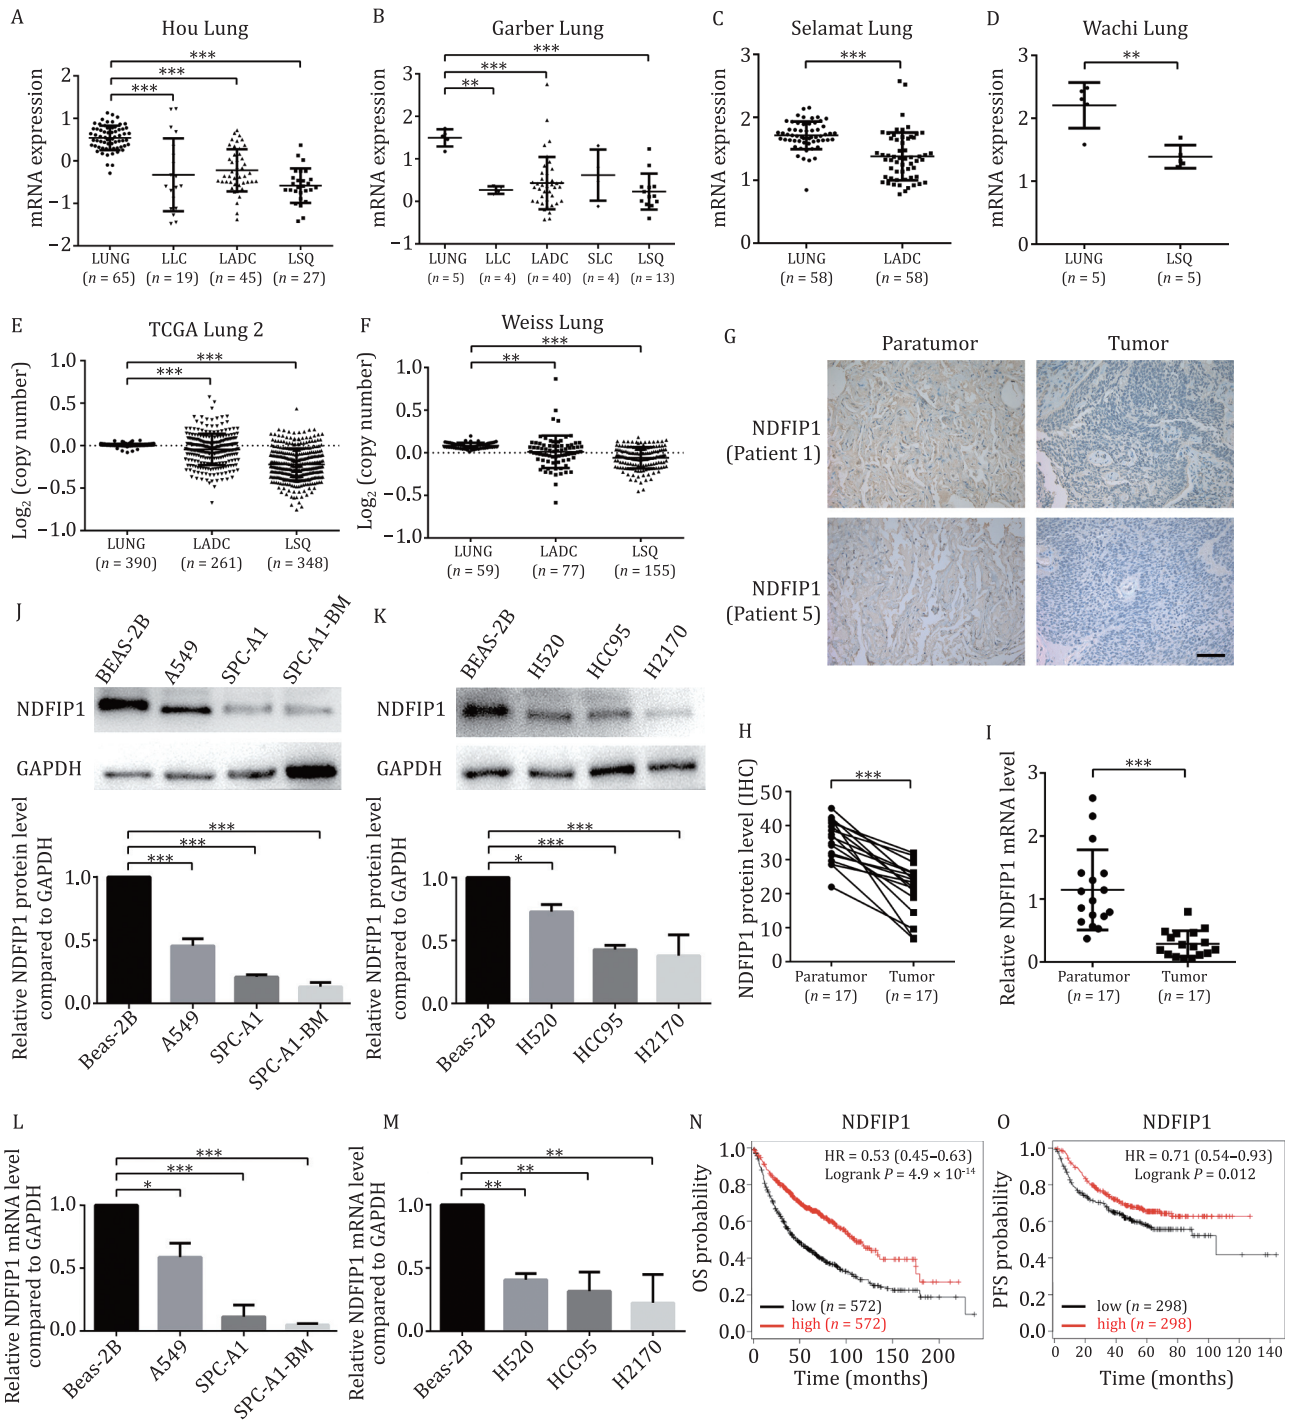 A
Hou Lung
mRNA expression
2
1
0
−1
−2
***
***
***
LUNG LLC LADC LSQ
(n = 65) (n = 19) (n = 45) (n = 27)
B
Garber Lung
mRNA expression
3
2
1
0
−1
***
***
**
LUNG LLC LADC SLC LSQ
(n = 5) (n = 4) (n = 40) (n = 4) (n = 13)
C
Selamat Lung
mRNA expression
3
2
1
0
***
LUNG LADC
(n = 58) (n = 58)
D
Wachi Lung
mRNA expression
3
2
1
0
**
LUNG LSQ
(n = 5) (n = 5)
E
TCGA Lung 2
Log₂ (copy number)
1.0
0.5
0.0
−0.5
−1.0
***
***
LUNG LADC LSQ
(n = 390) (n = 261) (n = 348)
F
Weiss Lung
Log₂ (copy number)
1.0
0.5
0.0
−0.5
−1.0
***
**
LUNG LADC LSQ
(n = 59) (n = 77) (n = 155)
G
Paratumor Tumor
NDFIP1
(Patient 1)
NDFIP1
(Patient 5)
J
BEAS-2B A549 SPC-A1 SPC-A1-BM
NDFIP1
GAPDH
Relative NDFIP1 protein level
compared to GAPDH
***
***
***
1.0
0.5
0.0
Beas-2B A549 SPC-A1 SPC-A1-BM
K
BEAS-2B H520 HCC95 H2170
NDFIP1
GAPDH
Relative NDFIP1 protein level
compared to GAPDH
***
***
*
1.0
0.5
0.0
Beas-2B H520 HCC95 H2170
H
NDFIP1 protein level (IHC)
***
50
40
30
20
10
0
Paratumor Tumor
(n = 17) (n = 17)
I
Relative NDFIP1 mRNA level
***
3
2
1
0
Paratumor Tumor
(n = 17) (n = 17)
L
Relative NDFIP1 mRNA level
compared to GAPDH
***
***
*
1.0
0.5
0.0
Beas-2B A549 SPC-A1 SPC-A1-BM
M
Relative NDFIP1 mRNA level
compared to GAPDH
**
**
**
1.0
0.5
0.0
Beas-2B H520 HCC95 H2170
N
NDFIP1
HR = 0.53 (0.45–0.63)
Logrank P = 4.9 × 10⁻¹⁴
OS probability
1.0
0.8
0.6
0.4
0.2
0.0
low (n = 572)
high (n = 572)
0 50 100 150 200
Time (months)
O
NDFIP1
HR = 0.71 (0.54–0.93)
Logrank P = 0.012
PFS probability
1.0
0.8
0.6
0.4
0.2
0.0
low (n = 298)
high (n = 298)
0 20 40 60 80 100 120 140
Time (months)